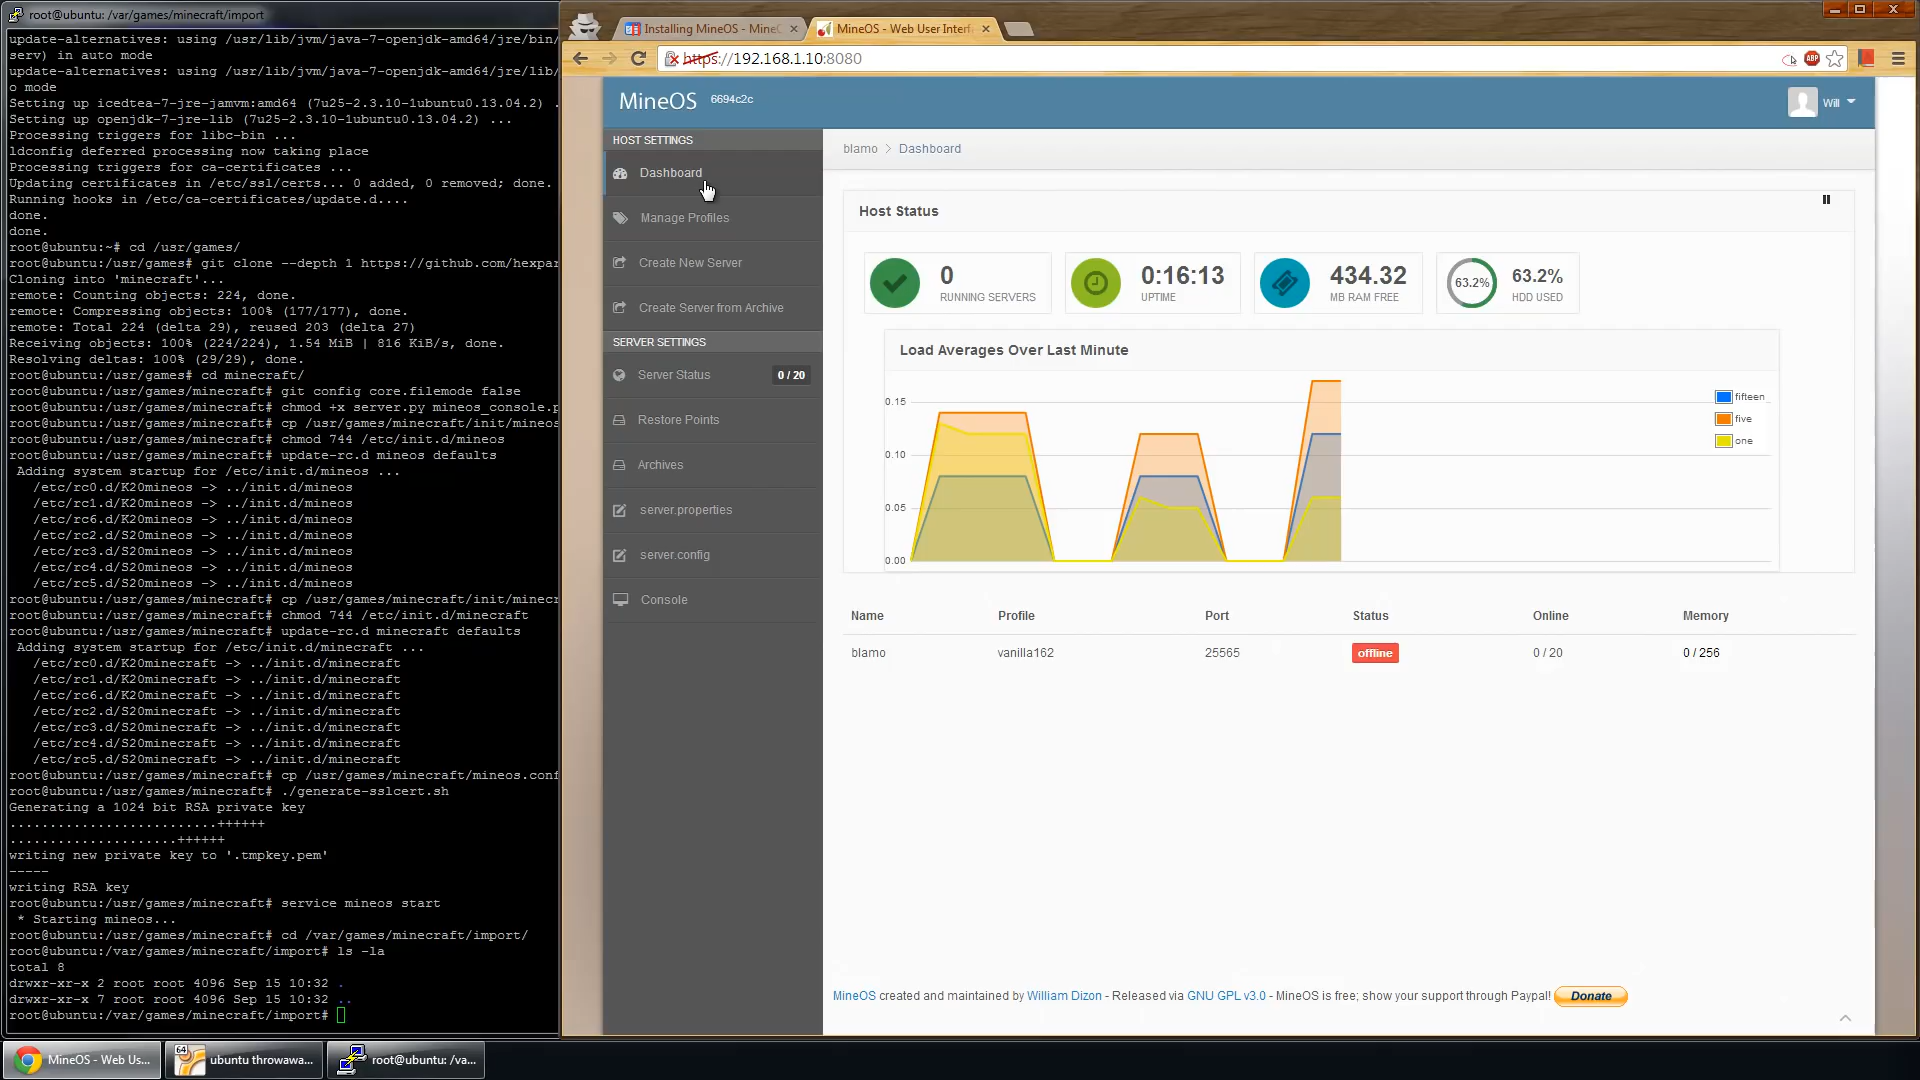 root@ubuntu: /var/games/minecraft/import
update-alternatives: using /usr/lib/jvm/java-7-openjdk-amd64/jre/bin/
serv) in auto mode
update-alternatives: using /usr/lib/jvm/java-7-openjdk-amd64/jre/lib/
o mode
Setting up icedtea-7-jre-jamvm:amd64 (7u25-2.3.10-1ubuntu0.13.04.2) .
Setting up openjdk-7-jre-lib (7u25-2.3.10-1ubuntu0.13.04.2) ...
Processing triggers for libc-bin ...
ldconfig deferred processing now taking place
Processing triggers for ca-certificates ...
Updating certificates in /etc/ssl/certs... 0 added, 0 removed; done.
Running hooks in /etc/ca-certificates/update.d....
done.
done.
root@ubuntu:~# cd /usr/games/
root@ubuntu:/usr/games# git clone --depth 1 https://github.com/hexpar
Cloning into 'minecraft'...
remote: Counting objects: 224, done.
remote: Compressing objects: 100% (177/177), done.
remote: Total 224 (delta 29), reused 203 (delta 27)
Receiving objects: 100% (224/224), 1.54 MiB | 816 KiB/s, done.
Resolving deltas: 100% (29/29), done.
root@ubuntu:/usr/games# cd minecraft/
root@ubuntu:/usr/games/minecraft# git config core.filemode false
root@ubuntu:/usr/games/minecraft# chmod +x server.py mineos_console.p
root@ubuntu:/usr/games/minecraft# cp /usr/games/minecraft/init/mineos
root@ubuntu:/usr/games/minecraft# chmod 744 /etc/init.d/mineos
root@ubuntu:/usr/games/minecraft# update-rc.d mineos defaults
Adding system startup for /etc/init.d/mineos ...
/etc/rc0.d/K20mineos -> ../init.d/mineos
/etc/rc1.d/K20mineos -> ../init.d/mineos
/etc/rc6.d/K20mineos -> ../init.d/mineos
/etc/rc2.d/S20mineos -> ../init.d/mineos
/etc/rc3.d/S20mineos -> ../init.d/mineos
/etc/rc4.d/S20mineos -> ../init.d/mineos
/etc/rc5.d/S20mineos -> ../init.d/mineos
root@ubuntu:/usr/games/minecraft# cp /usr/games/minecraft/init/minecr
root@ubuntu:/usr/games/minecraft# chmod 744 /etc/init.d/minecraft
root@ubuntu:/usr/games/minecraft# update-rc.d minecraft defaults
Adding system startup for /etc/init.d/minecraft ...
/etc/rc0.d/K20minecraft -> ../init.d/minecraft
/etc/rc1.d/K20minecraft -> ../init.d/minecraft
/etc/rc6.d/K20minecraft -> ../init.d/minecraft
/etc/rc2.d/S20minecraft -> ../init.d/minecraft
/etc/rc3.d/S20minecraft -> ../init.d/minecraft
/etc/rc4.d/S20minecraft -> ../init.d/minecraft
/etc/rc5.d/S20minecraft -> ../init.d/minecraft
root@ubuntu:/usr/games/minecraft# cp /usr/games/minecraft/mineos.conf
root@ubuntu:/usr/games/minecraft# ./generate-sslcert.sh
Generating a 1024 bit RSA private key
..........................++++++
.....................++++++
writing new private key to '.tmpkey.pem'
-----
writing RSA key
root@ubuntu:/usr/games/minecraft# service mineos start
* Starting mineos...
root@ubuntu:/usr/games/minecraft# cd /var/games/minecraft/import/
root@ubuntu:/var/games/minecraft/import# ls -la
total 8
drwxr-xr-x 2 root root 4096 Sep 15 10:32 .
drwxr-xr-x 7 root root 4096 Sep 15 10:32 ..
root@ubuntu:/var/games/minecraft/import#
Installing MineOS - MineO
MineOS - Web User Interf
https://192.168.1.10:8080
ABP
MineOS 6694c2c
Will
HOST SETTINGS
Dashboard
Manage Profiles
Create New Server
Create Server from Archive
SERVER SETTINGS
Server Status 0 / 20
Restore Points
Archives
server.properties
server.config
Console
blamo > Dashboard
Host Status
0
RUNNING SERVERS
0:16:13
UPTIME
434.32
MB RAM FREE
63.2%
63.2%
HDD USED
Load Averages Over Last Minute
0.15
0.10
0.05
0.00
fifteen
five
one
Name Profile Port Status Online Memory
blamo vanilla162 25565 offline 0 / 20 0 / 256
MineOS created and maintained by William Dizon - Released via GNU GPL v3.0 - MineOS is free; show your support through Paypal! Donate
MineOS - Web Us...
64
ubuntu throwawa...
root@ubuntu: /va...